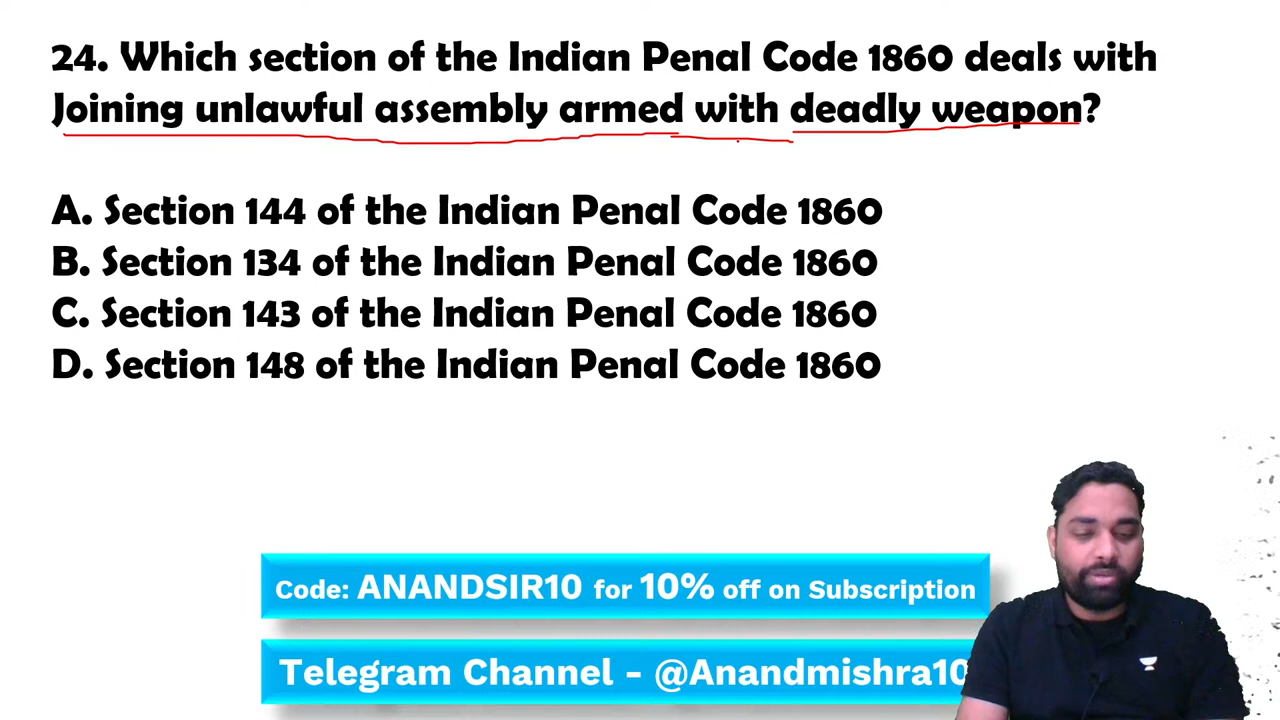 24. Which section of the Indian Penal Code 1860 deals with
Joining unlawful assembly armed with deadly weapon?
A. Section 144 of the Indian Penal Code 1860
B. Section 134 of the Indian Penal Code 1860
C. Section 143 of the Indian Penal Code 1860
D. Section 148 of the Indian Penal Code 1860
Code: ANANDSIR10 for 10% off on Subscription
Telegram Channel - @Anandmishra10